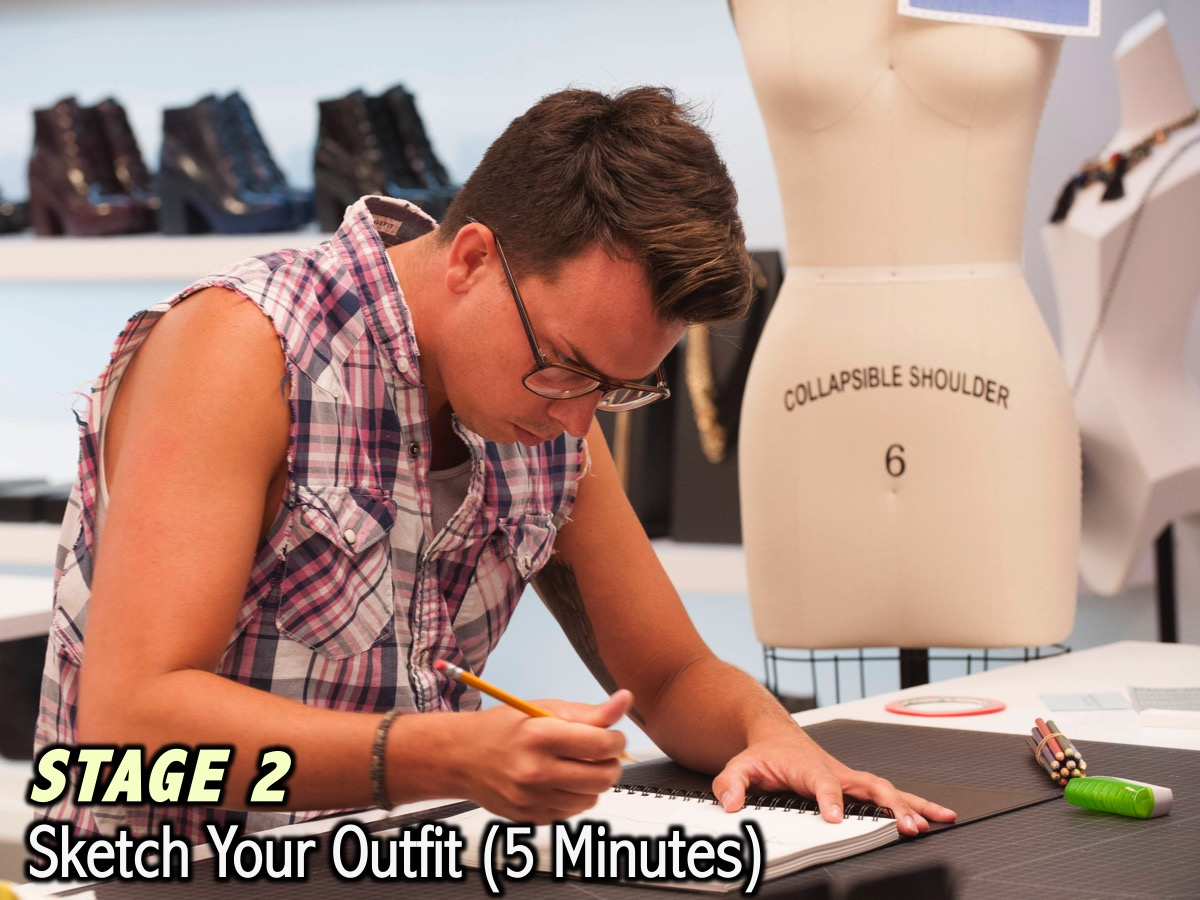 COLLAPSIBLE SHOULDER
6
STAGE 2
Sketch Your Outfit (5 Minutes)